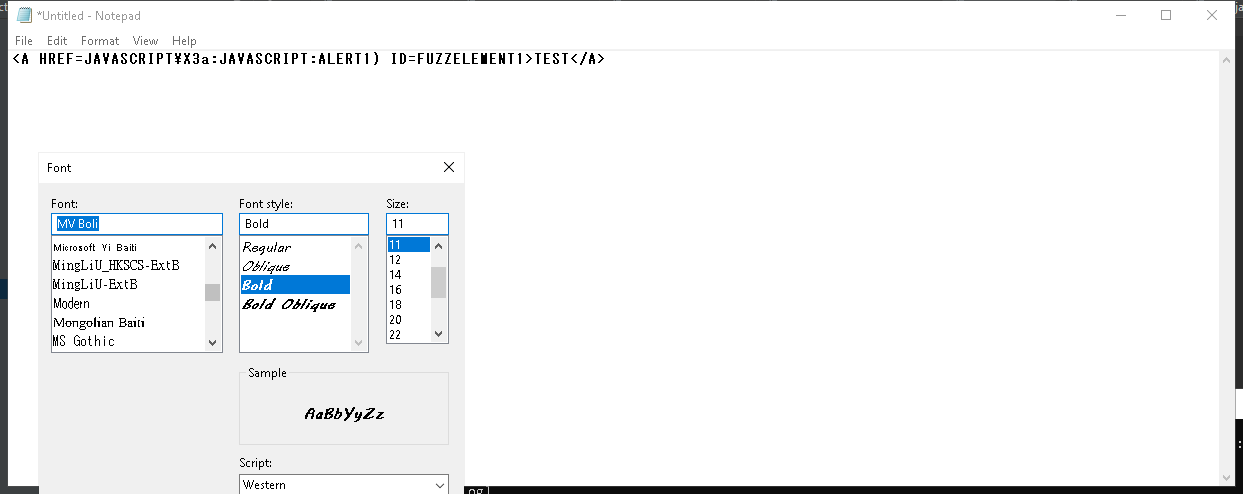 *Untitled - Notepad
File Edit Format View Help
<A HREF=JAVASCRIPT¥X3a:JAVASCRIPT:ALERT1) ID=FUZZELEMENT1>TEST</A>
Font
Font: Font style: Size:
MV Boli Bold 11
Microsoft Yi Baiti Regular 11
MingLiU_HKSCS-ExtB Oblique 12
MingLiU-ExtB Bold 14
Modern Bold Oblique 16
Mongolian Baiti 18
MS Gothic 20
22
Sample
AaBbYyZz
Script:
Western